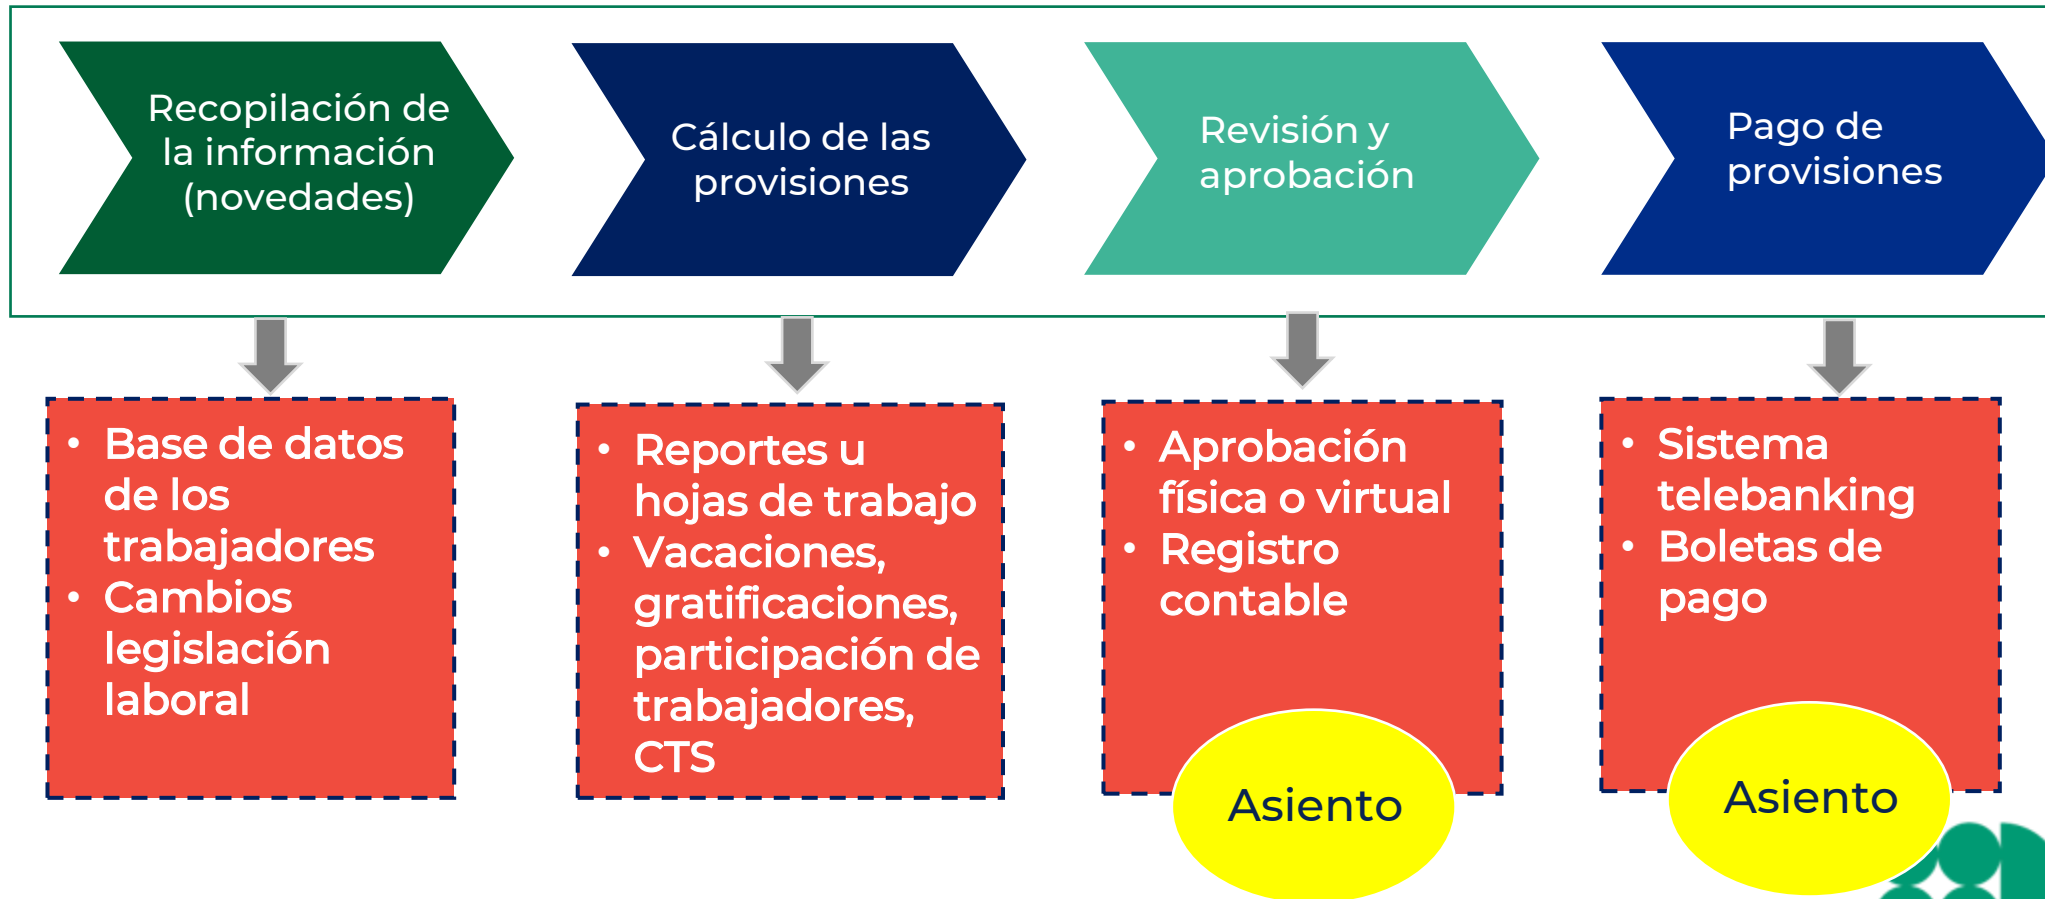 Recopilación de
la información
(novedades)
Cálculo de las
provisiones
Revisión y
aprobación
Pago de
provisiones
• Base de datos
de los
trabajadores
• Cambios
legislación
laboral
• Reportes u
hojas de trabajo
• Vacaciones,
gratificaciones,
participación de
trabajadores,
CTS
• Aprobación
física o virtual
• Registro
contable
Asiento
• Sistema
telebanking
• Boletas de
pago
Asiento